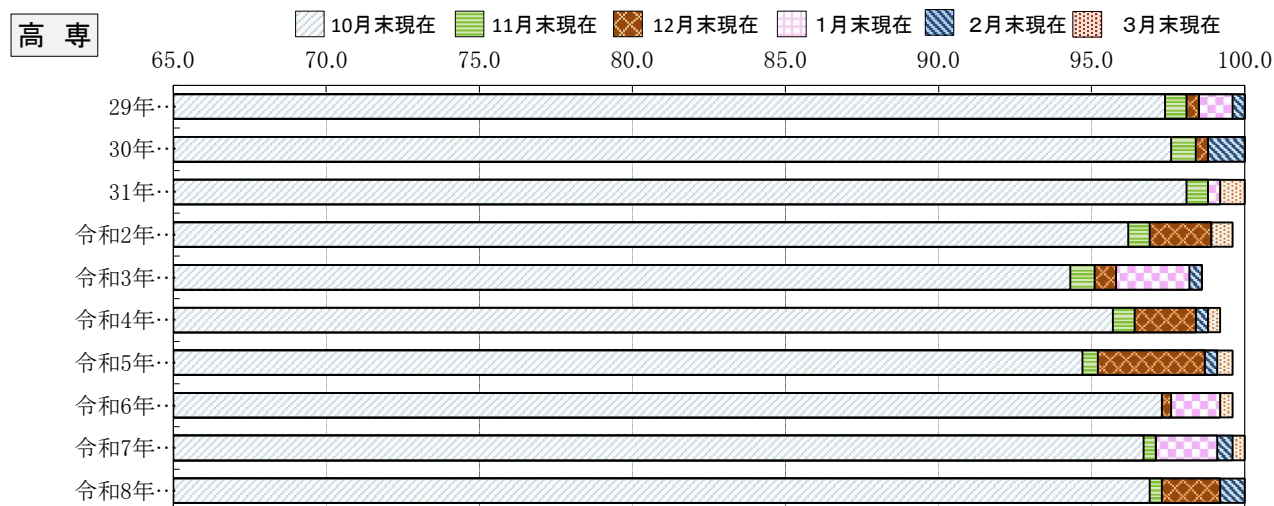 高 専
10月末現在 11月末現在 12月末現在 1月末現在 2月末現在 3月末現在
65.0 70.0 75.0 80.0 85.0 90.0 95.0 100.0
29年…
30年…
31年…
令和2年…
令和3年…
令和4年…
令和5年…
令和6年…
令和7年…
令和8年…